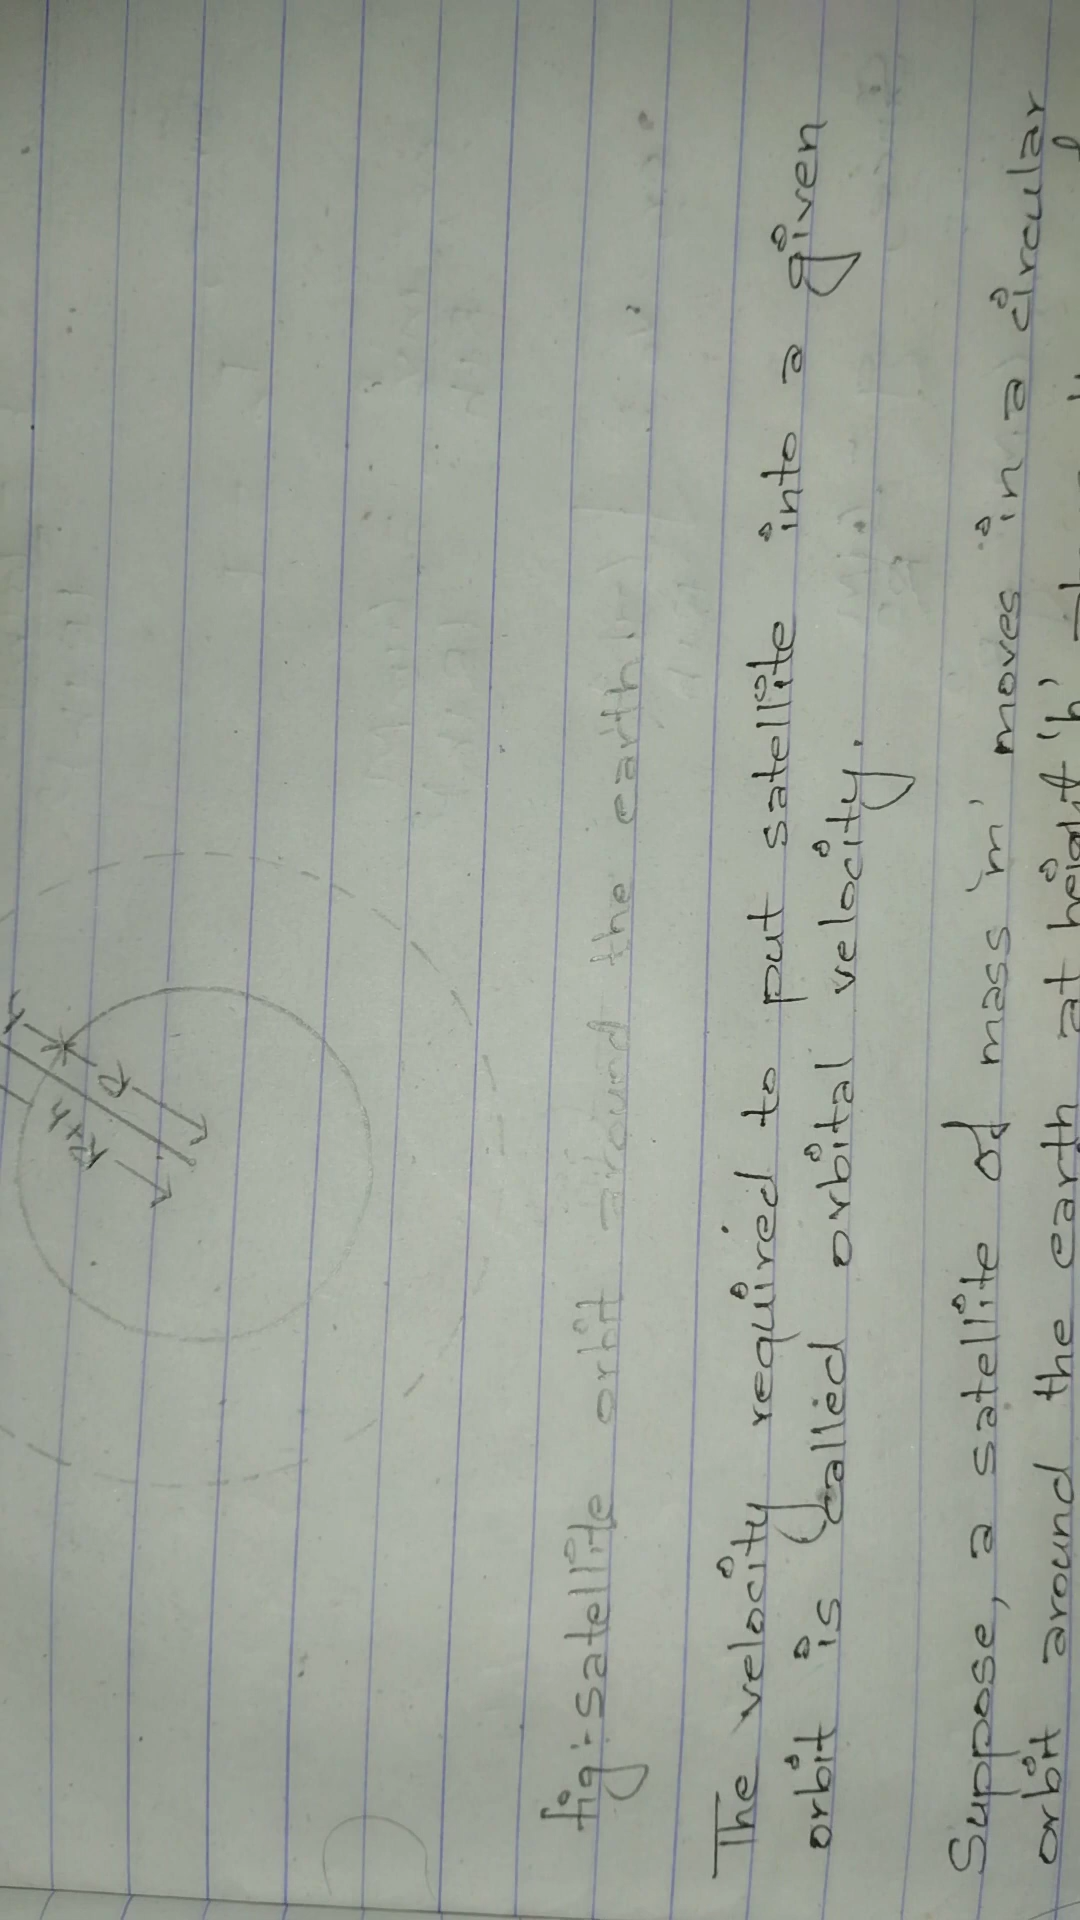 h
R
R+h
fig:- satellite orbit around the earth
The velocity required to put satellite into a given
orbit is called orbital velocity.
Suppose, a satellite of mass 'm' moves in a circular
orbit around the earth at height 'h'